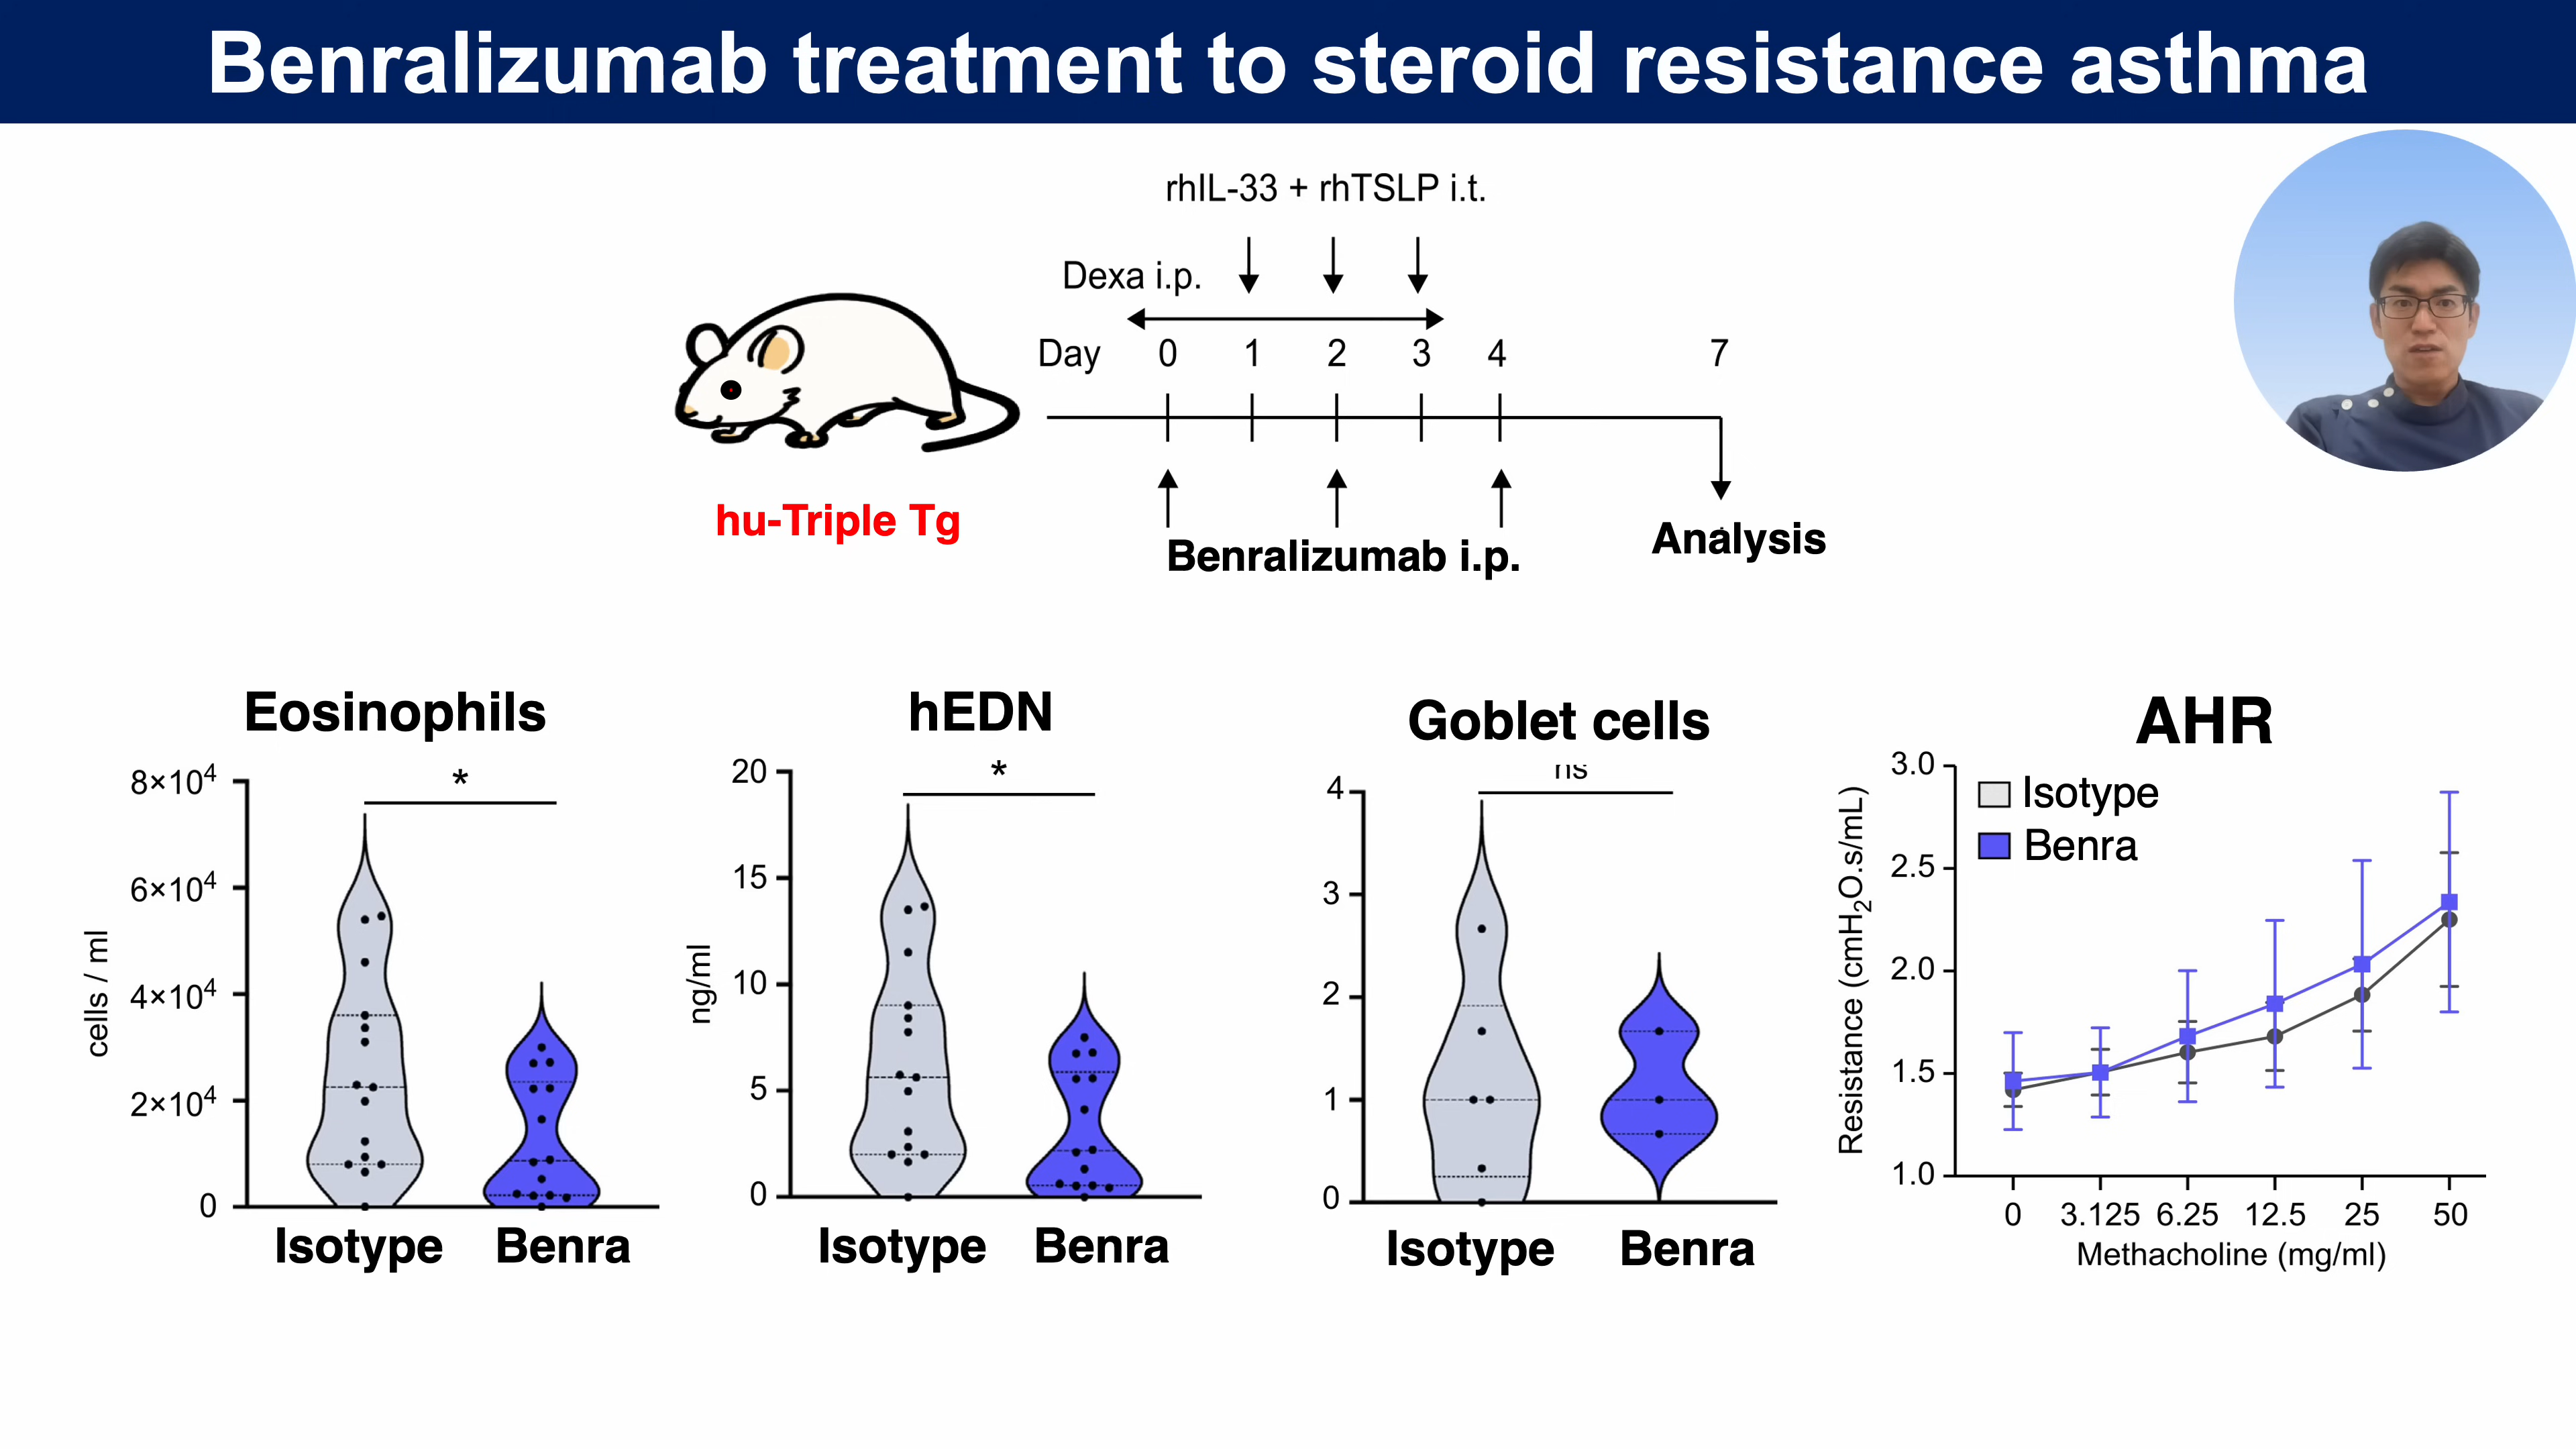 Benralizumab treatment to steroid resistance asthma
rhIL-33 + rhTSLP i.t.
Dexa i.p.
Day 0 1 2 3 4 7
hu-Triple Tg
Benralizumab i.p.
Analysis
Eosinophils
*
cells / ml
8×10⁴
6×10⁴
4×10⁴
2×10⁴
0
Isotype Benra
hEDN
*
ng/ml
20
15
10
5
0
Isotype Benra
Goblet cells
ns
4
3
2
1
0
Isotype Benra
AHR
Isotype
Benra
Resistance (cmH₂O.s/mL)
3.0
2.5
2.0
1.5
1.0
0 3.125 6.25 12.5 25 50
Methacholine (mg/ml)